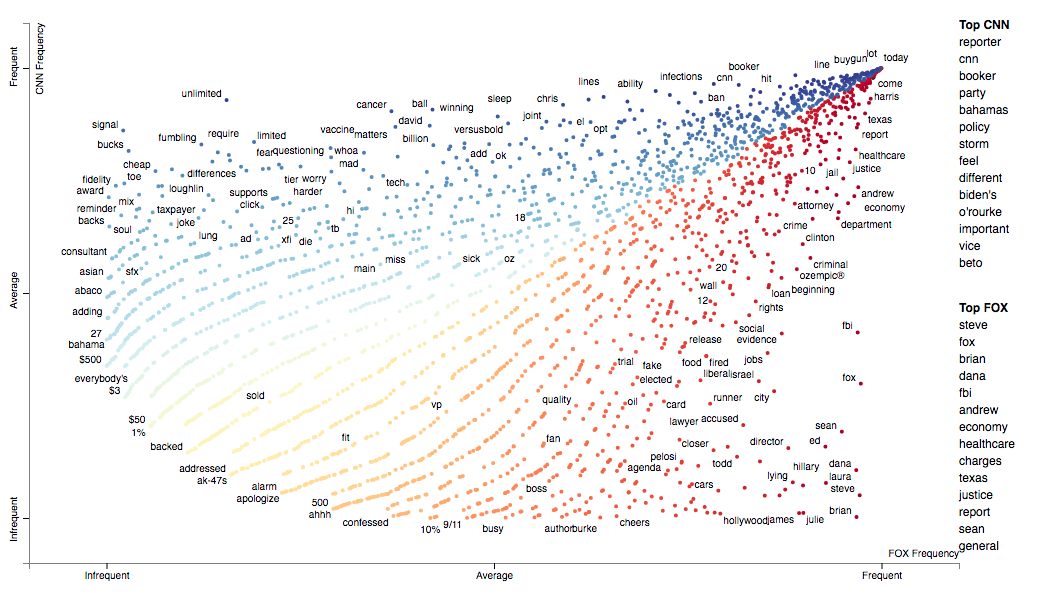 Frequent
CNN Frequency
Average
Infrequent
Infrequent
Average
Frequent
FOX Frequency
lot
today
line
buygun
booker
infections
cnn
hit
come
lines
ability
unlimited
harris
sleep
chris
ban
cancer
ball
winning
joint
texas
signal
david
el
opt
versusbold
report
fumbling
require
limited
vaccine
matters
billion
bucks
fearquestioning
whoa
add
ok
healthcare
cheap
mad
10
jail
justice
toe
differences
fidelity
tier
worry
tech
award
loughlin
supports
harder
andrew
mix
click
attorney
economy
reminder
taxpayer
hi
backs
joke
25
18
crime
department
soul
lung
ad
xfi
die
tb
clinton
consultant
miss
sick
oz
criminal
asian
sfx
main
20
ozempic®
abaco
wall
loan
beginning
12
rights
adding
27
social
fbi
bahama
release
evidence
$500
trial
fake
food
fired
jobs
everybody's
elected
liberalisrael
fox
$3
sold
vp
quality
oil
card
runner
city
$50
lawyer
accused
1%
sean
backed
fit
fan
closer
director
ed
addressed
pelosi
agenda
todd
hillary
dana
ak-47s
lying
laura
alarm
boss
cars
steve
apologize
500
ahhh
confessed
10%
9/11
busy
authorburke
cheers
hollywoodjames
julie
brian
Top CNN
reporter
cnn
booker
party
bahamas
policy
storm
feel
different
biden's
o'rourke
important
vice
beto
Top FOX
steve
fox
brian
dana
fbi
andrew
economy
healthcare
charges
texas
justice
report
sean
general